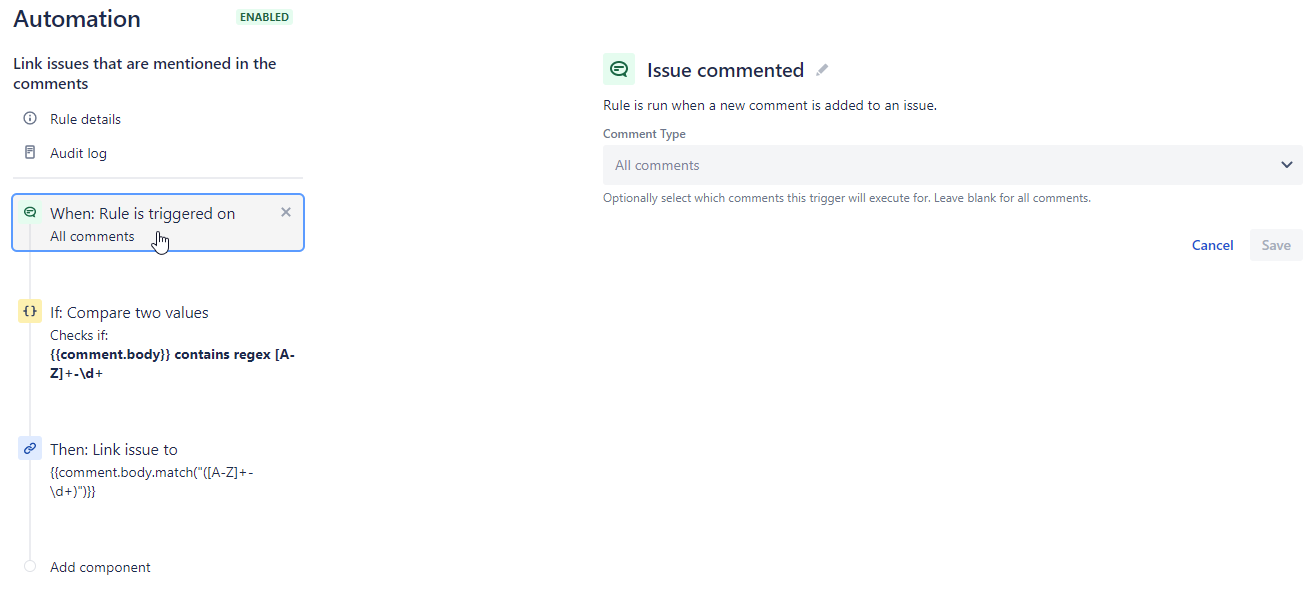 Automation
ENABLED
Link issues that are mentioned in the
comments
Rule details
Audit log
When: Rule is triggered on
All comments
If: Compare two values
Checks if:
{{comment.body}} contains regex [A-
Z]+-\d+
Then: Link issue to
{{comment.body.match("([A-Z]+-
\d+)")}}
Add component
Issue commented
Rule is run when a new comment is added to an issue.
Comment Type
All comments
Optionally select which comments this trigger will execute for. Leave blank for all comments.
Cancel
Save